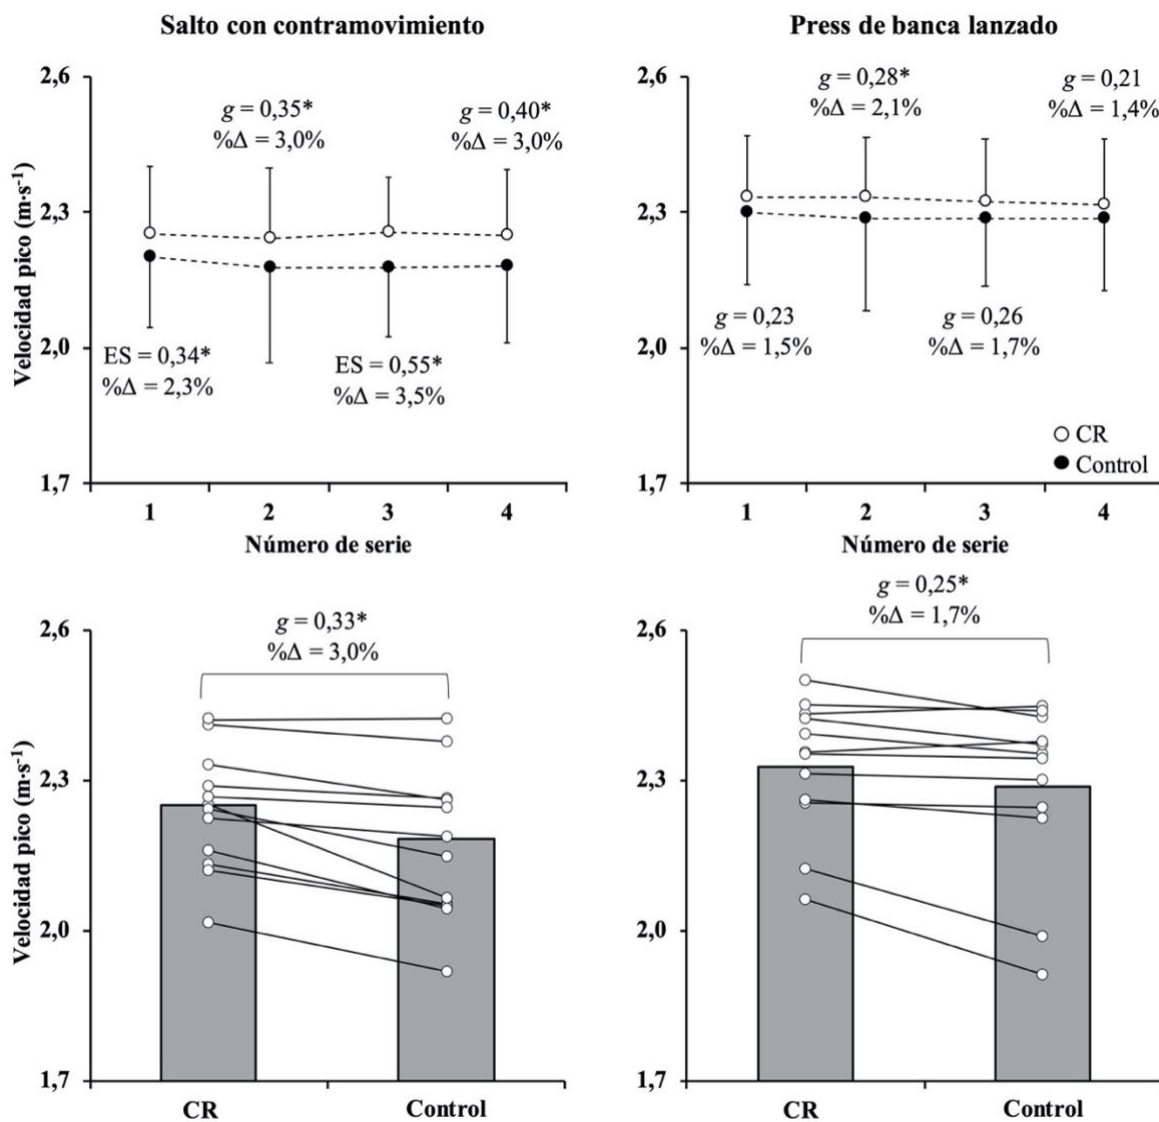 Salto con contramovimiento
2,6
g = 0,35*
%Δ = 3,0%
g = 0,40*
%Δ = 3,0%
2,3
2,0
ES = 0,34*
%Δ = 2,3%
ES = 0,55*
%Δ = 3,5%
1,7
Velocidad pico (m·s-1)
1 2 3 4
Número de serie
Press de banca lanzado
2,6
g = 0,28*
%Δ = 2,1%
g = 0,21
%Δ = 1,4%
2,3
2,0
g = 0,23
%Δ = 1,5%
g = 0,26
%Δ = 1,7%
CR
Control
1,7
1 2 3 4
Número de serie
g = 0,33*
%Δ = 3,0%
2,6
2,3
2,0
1,7
Velocidad pico (m·s-1)
CR Control
g = 0,25*
%Δ = 1,7%
2,6
2,3
2,0
1,7
CR Control